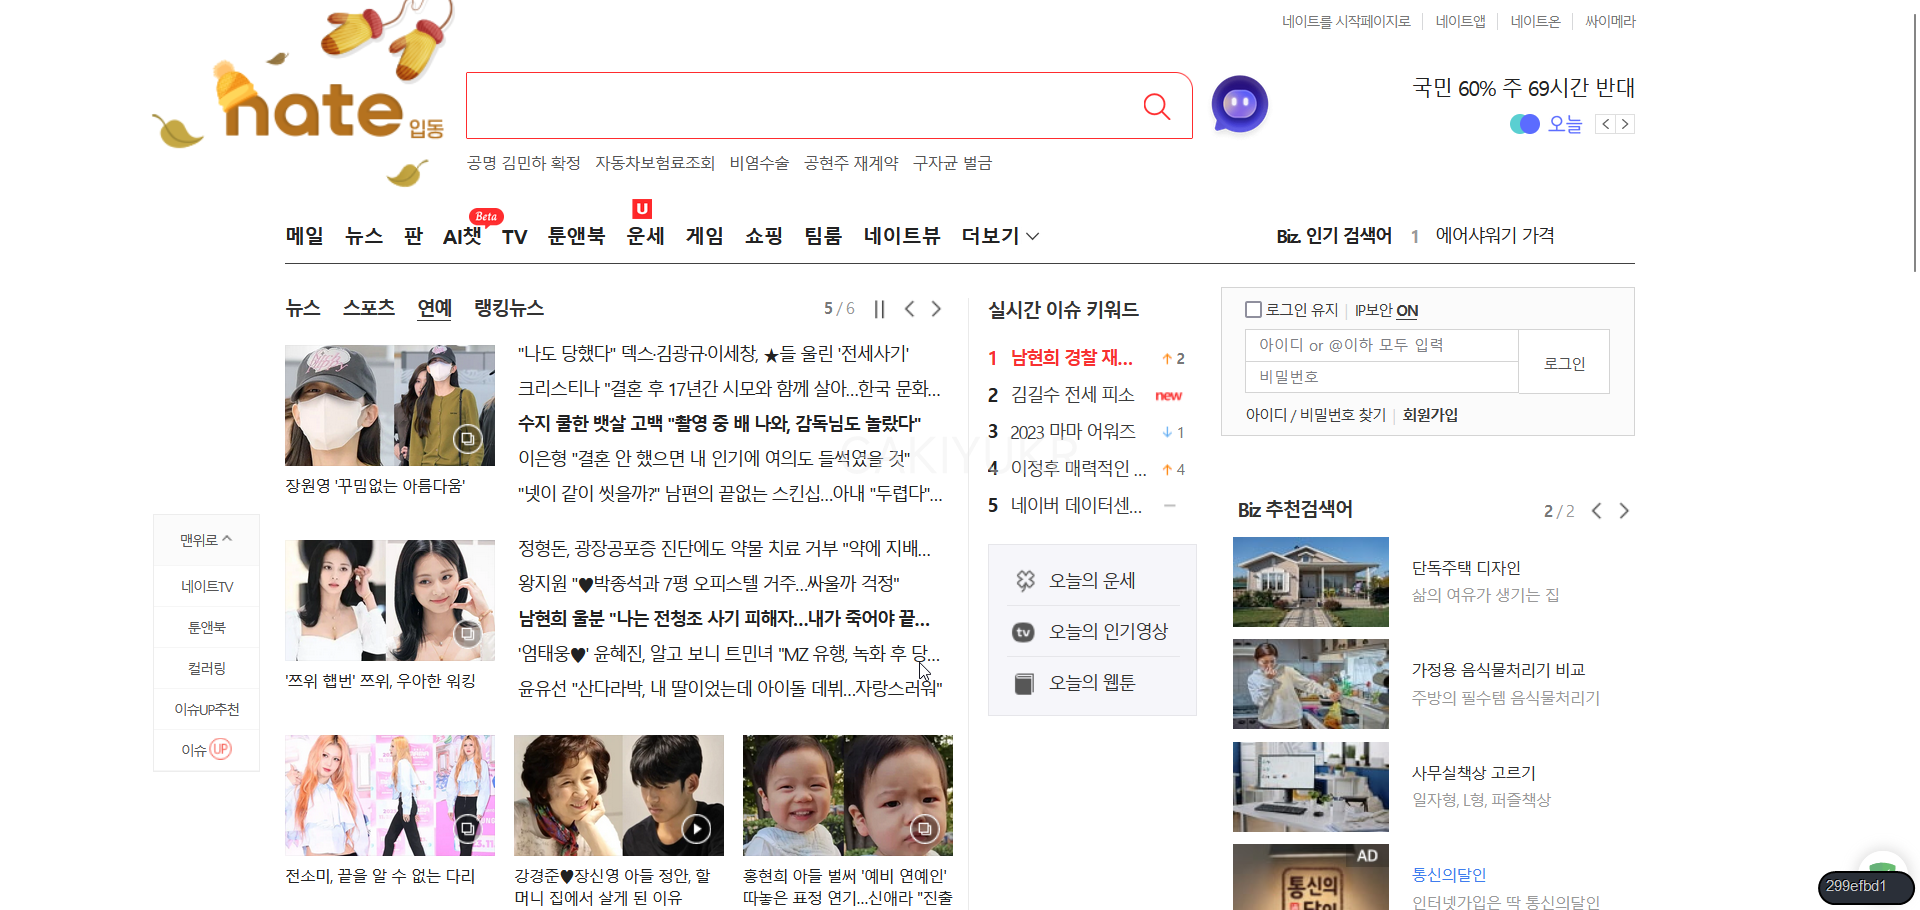 네이트를 시작페이지로 네이트앱 네이트온 싸이메라
nate 입동
국민 60% 주 69시간 반대
오늘
공명 김민하 확정 자동차보험료조회 비염수술 공현주 재계약 구자균 벌금
Beta
U
메일 뉴스 판 AI챗 TV 툰앤북 운세 게임 쇼핑 팀룸 네이트뷰 더보기
Biz. 인기 검색어 1 에어샤워기 가격
뉴스 스포츠 연예 랭킹뉴스
5 / 6
장원영 '꾸밈없는 아름다움'
"나도 당했다" 덱스·김광규·이세창, ★들 울린 '전세사기'
크리스티나 "결혼 후 17년간 시모와 함께 살아...한국 문화...
수지 쿨한 뱃살 고백 "촬영 중 배 나와, 감독님도 놀랐다"
이은형 "결혼 안 했으면 내 인기에 여의도 들썩였을 것"
"넷이 같이 씻을까?" 남편의 끝없는 스킨십...아내 "두렵다"...
'쯔위 햅번' 쯔위, 우아한 워킹
정형돈, 광장공포증 진단에도 약물 치료 거부 "약에 지배...
왕지원 "♥박종석과 7평 오피스텔 거주...싸울까 걱정"
남현희 울분 "나는 전청조 사기 피해자...내가 죽어야 끝...
'엄태웅♥' 윤혜진, 알고 보니 트민녀 "MZ 유행, 녹화 후 당...
윤유선 "산다라박, 내 딸이었는데 아이돌 데뷔...자랑스러워"
전소미, 끝을 알 수 없는 다리
강경준♥장신영 아들 정안, 할
머니 집에서 살게 된 이유
홍현희 아들 벌써 '예비 연예인'
따놓은 표정 연기...신애라 "진출
실시간 이슈 키워드
1 남현희 경찰 재... 2
2 김길수 전세 피소 new
3 2023 마마 어워즈 1
4 이정후 매력적인 ... 4
5 네이버 데이터센...
오늘의 운세
tv 오늘의 인기영상
오늘의 웹툰
로그인 유지 IP보안 ON
아이디 or @이하 모두 입력
비밀번호
로그인
아이디 / 비밀번호 찾기 회원가입
Biz 추천검색어
2 / 2
단독주택 디자인
삶의 여유가 생기는 집
가정용 음식물처리기 비교
주방의 필수템 음식물처리기
사무실책상 고르기
일자형, L형, 퍼즐책상
AD
통신의
통신의달인
인터넷가입은 딱 통신의달인
맨위로
네이트TV
툰앤북
컬러링
이슈UP추천
이슈 UP
299efbd1